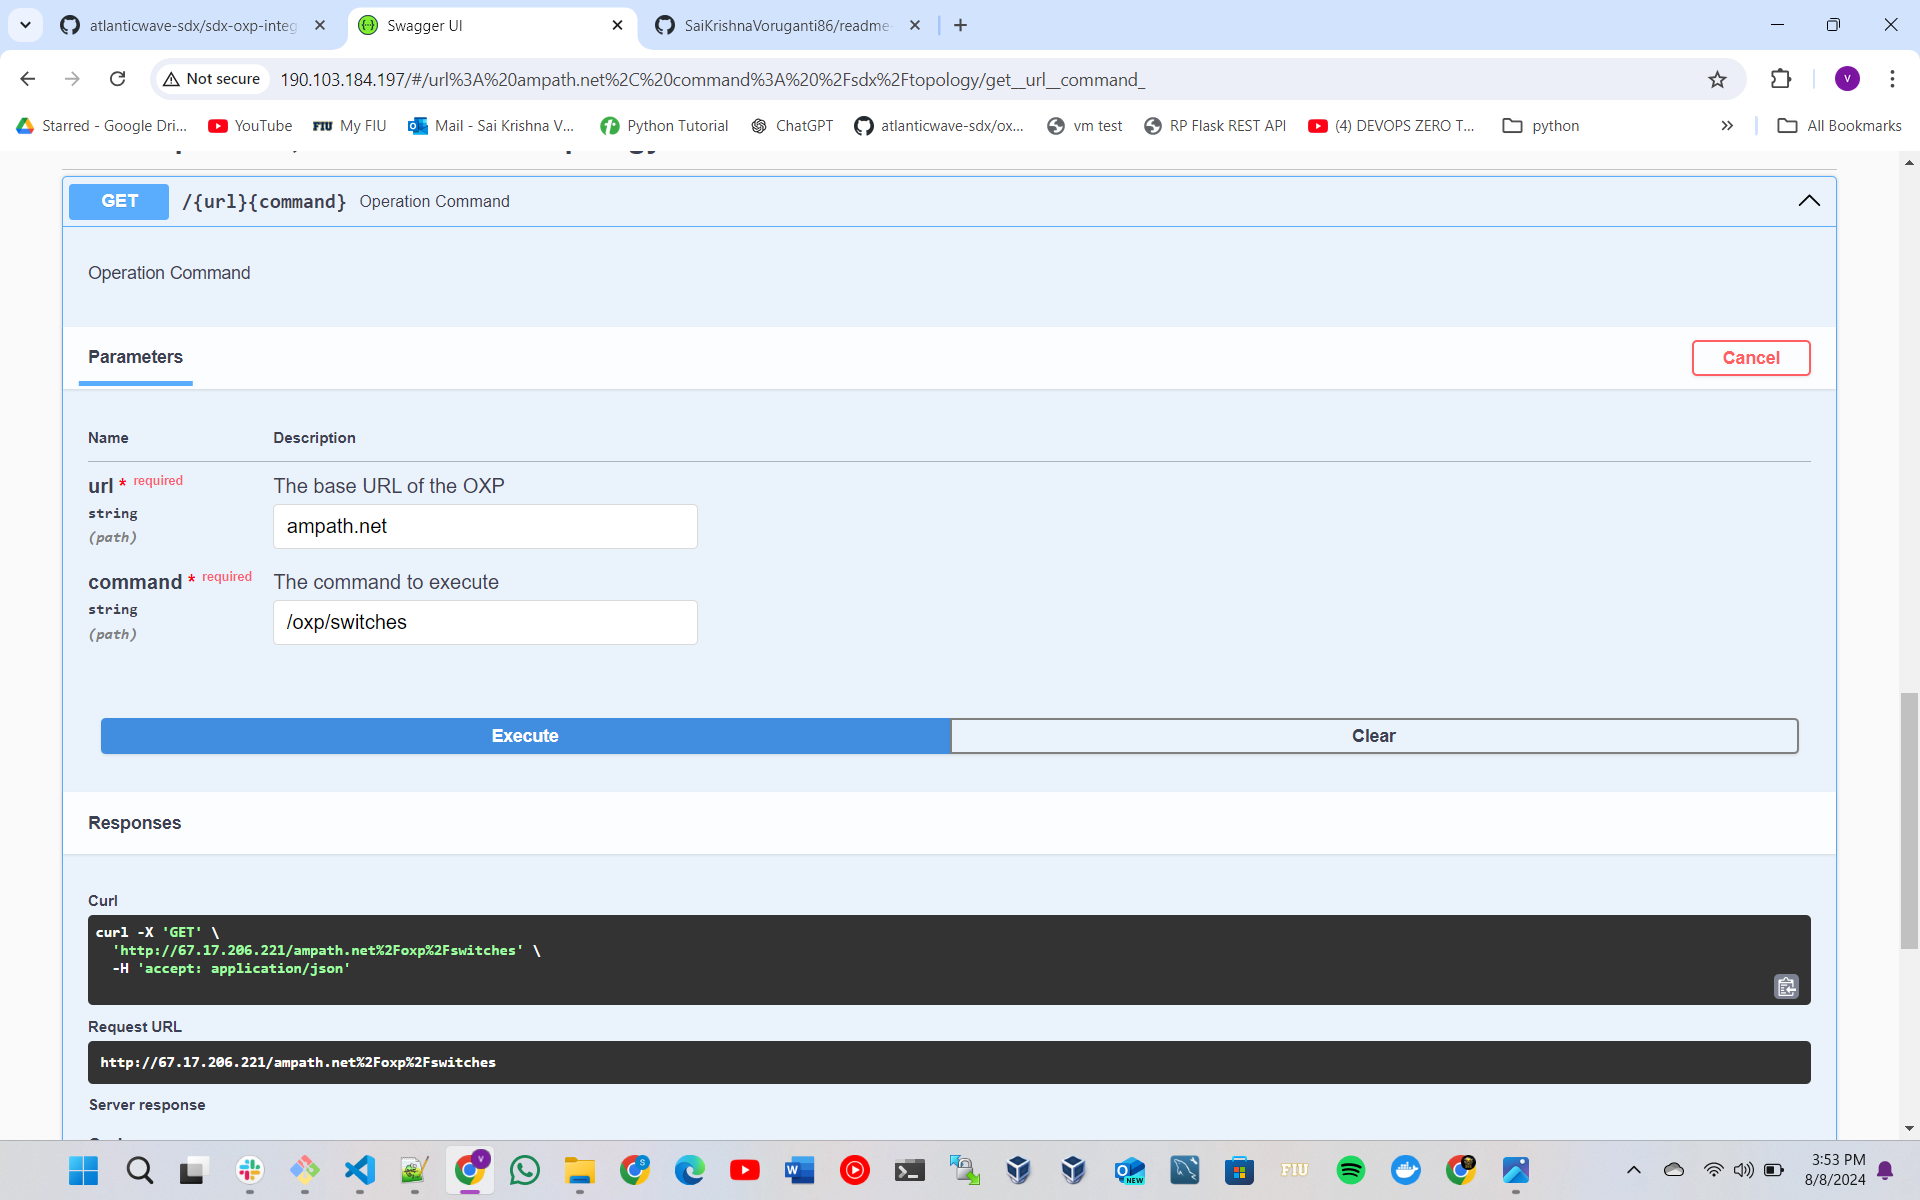 atlanticwave-sdx/sdx-oxp-integ
Swagger UI
SaiKrishnaVoruganti86/readme-
Not secure
190.103.184.197/#/url%3A%20ampath.net%2C%20command%3A%20%2Fsdx%2Ftopology/get__url__command_
V
Starred - Google Dri...
YouTube
FIU My FIU
Mail - Sai Krishna V...
Python Tutorial
ChatGPT
atlanticwave-sdx/ox...
vm test
RP Flask REST API
(4) DEVOPS ZERO T...
python
All Bookmarks
GET /{url}{command} Operation Command
Operation Command
Parameters
Cancel
Name Description
url * required
The base URL of the OXP
string
ampath.net
(path)
command * required
The command to execute
string
/oxp/switches
(path)
Execute Clear
Responses
Curl
curl -X 'GET' \
'http://67.17.206.221/ampath.net%2Foxp%2Fswitches' \
-H 'accept: application/json'
Request URL
http://67.17.206.221/ampath.net%2Foxp%2Fswitches
Server response
NEW
FIU
3:53 PM
8/8/2024